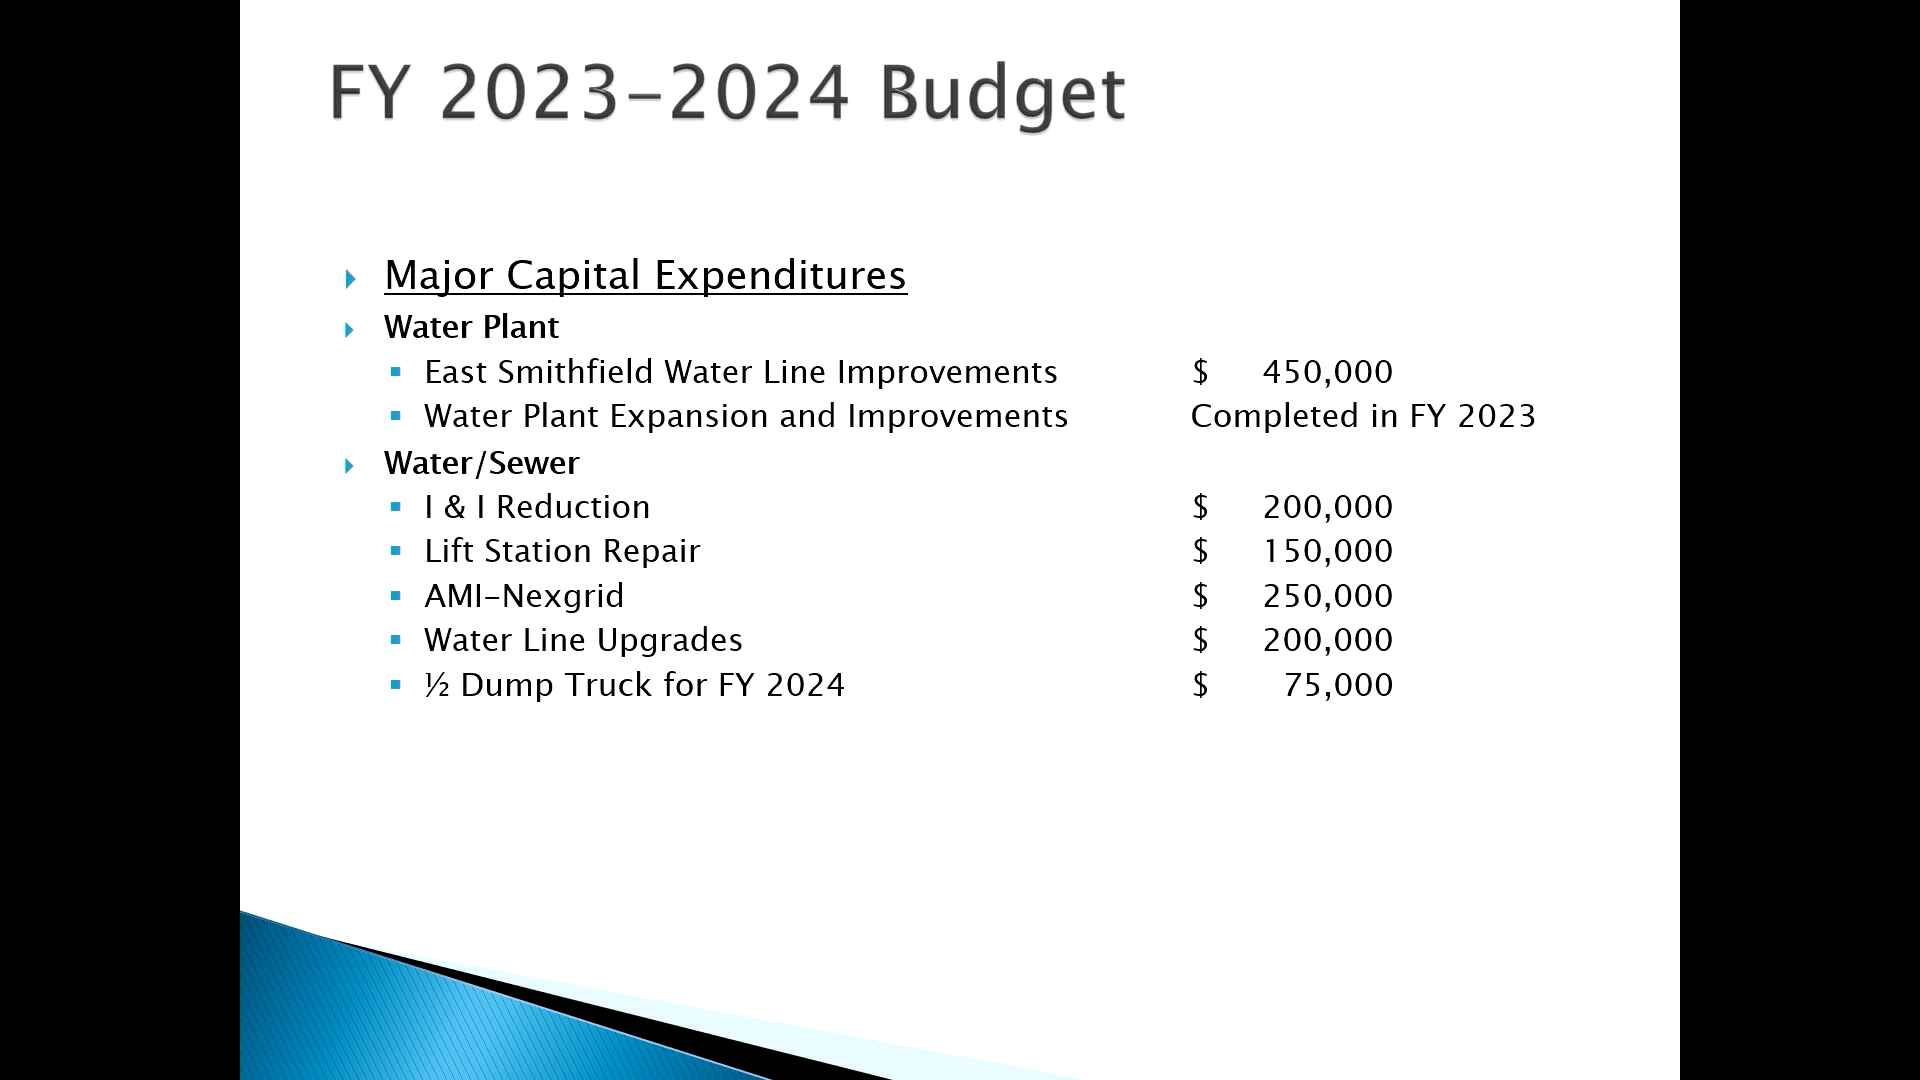 FY 2023-2024 Budget
Major Capital Expenditures
Water Plant
East Smithfield Water Line Improvements $ 450,000
Water Plant Expansion and Improvements Completed in FY 2023
Water/Sewer
I & I Reduction $ 200,000
Lift Station Repair $ 150,000
AMI-Nexgrid $ 250,000
Water Line Upgrades $ 200,000
½ Dump Truck for FY 2024 $ 75,000